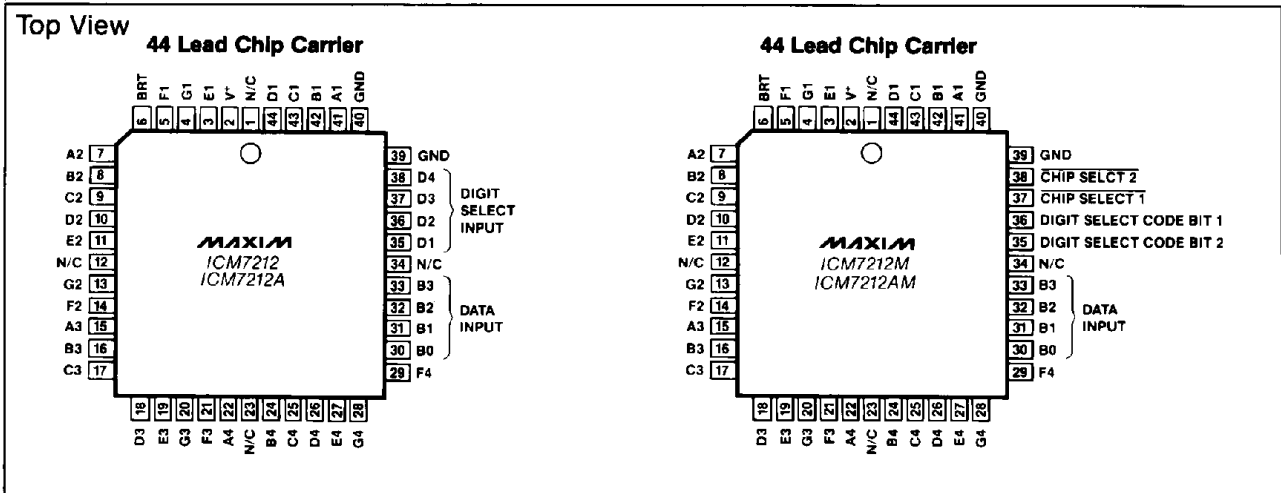 Top View
44 Lead Chip Carrier
BRT F1 G1 E1 V+ N/C D1 C1 B1 A1 GND
6 5 4 3 2 1 44 43 42 41 40
A2 7
B2 8
C2 9
D2 10
E2 11
N/C 12
G2 13
F2 14
A3 15
B3 16
C3 17
MAXIM
ICM7212
ICM7212A
39 GND
38 D4
37 D3
36 D2
35 D1
DIGIT
SELECT
INPUT
34 N/C
33 B3
32 B2
31 B1
30 B0
DATA
INPUT
29 F4
18 19 20 21 22 23 24 25 26 27 28
D3 E3 G3 F3 A4 N/C B4 C4 D4 E4 G4
44 Lead Chip Carrier
BRT F1 G1 E1 V+ N/C D1 C1 B1 A1 GND
6 5 4 3 2 1 44 43 42 41 40
A2 7
B2 8
C2 9
D2 10
E2 11
N/C 12
G2 13
F2 14
A3 15
B3 16
C3 17
MAXIM
ICM7212M
ICM7212AM
39 GND
38 CHIP SELCT 2
37 CHIP SELECT 1
36 DIGIT SELECT CODE BIT 1
35 DIGIT SELECT CODE BIT 2
34 N/C
33 B3
32 B2
31 B1
30 B0
DATA
INPUT
29 F4
18 19 20 21 22 23 24 25 26 27 28
D3 E3 G3 F3 A4 N/C B4 C4 D4 E4 G4